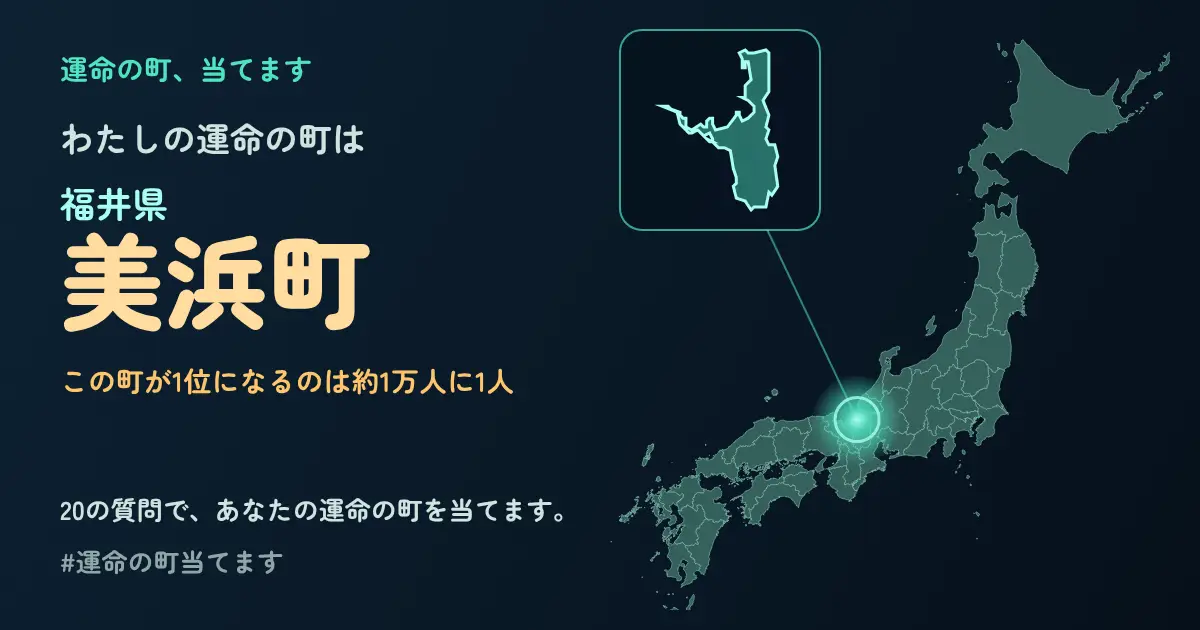 運命の町、当てます
わたしの運命の町は
福井県
美浜町
この町が1位になるのは約1万人に1人
20の質問で、あなたの運命の町を当てます。
#運命の町当てます